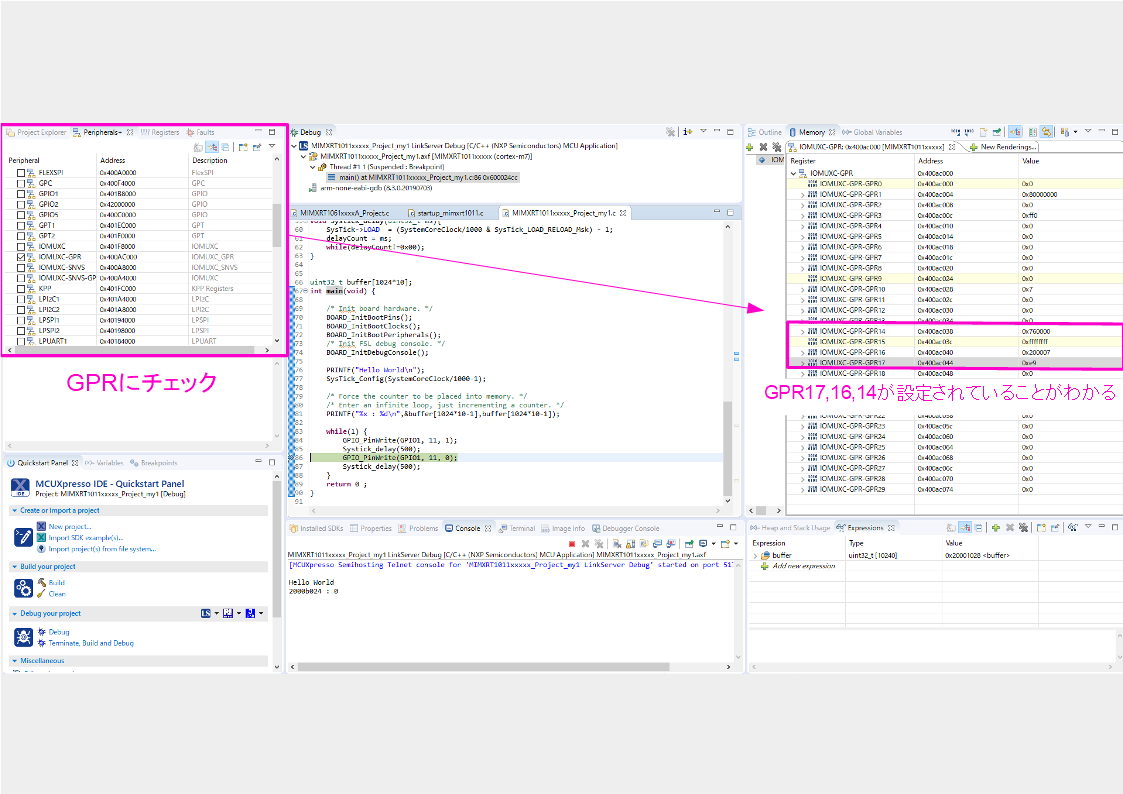 Project Explorer
Peripherals+
Registers
Faults
Peripheral Address Description
FLEXSPI 0x400A8000 FlexSPI
GPC 0x400F4000 GPC
GPIO1 0x401B8000 GPIO
GPIO2 0x42000000 GPIO
GPIO5 0x400C0000 GPIO
GPT1 0x401EC000 GPT
GPT2 0x401F0000 GPT
IOMUXC 0x401F8000 IOMUXC
IOMUXC-GPR 0x400AC000 IOMUXC_GPR
IOMUXC-SNVS 0x400A8000 IOMUXC_SNVS
IOMUXC-SNVS-GP 0x400A4000 IOMUXC
KPP 0x401FC000 KPP Registers
LPI2C1 0x401A4000 LPI2C
LPI2C2 0x401A8000 LPI2C
LPSPI1 0x40194000 LPSPI
LPSPI2 0x40198000 LPSPI
LPUART1 0x40184000 LPUART
GPRにチェック
Quickstart Panel
Variables
Breakpoints
MCUXpresso IDE - Quickstart Panel
Project: MIMXRT1011xxxxx_Project_my1 [Debug]
Create or import a project
New project...
Import SDK example(s)...
Import project(s) from file system...
Build your project
Build
Clean
Debug your project
Debug
Terminate, Build and Debug
Miscellaneous
Debug
MIMXRT1011xxxxx_Project_my1 LinkServer Debug [C/C++ (NXP Semiconductors) MCU Application]
MIMXRT1011xxxxx_Project_my1.axf [MIMXRT1011xxxxx (cortex-m7)]
Thread #1 1 (Suspended : Breakpoint)
main() at MIMXRT1011xxxxx_Project_my1.c:86 0x600024cc
arm-none-eabi-gdb (8.3.0.20190703)
MIMXRT1061xxxxA_Project.c
startup_mimxrt1011.c
MIMXRT1011xxxxx_Project_my1.c
60 SysTick->LOAD = (SystemCoreClock/1000 & SysTick_LOAD_RELOAD_Msk) - 1;
61 delayCount = ms;
62 while(delayCount!=0x00);
63 }
64
65
66 uint32_t buffer[1024*10];
67 int main(void) {
68
69 /* Init board hardware. */
70 BOARD_InitBootPins();
71 BOARD_InitBootClocks();
72 BOARD_InitBootPeripherals();
73 /* Init FSL debug console. */
74 BOARD_InitDebugConsole();
75
76 PRINTF("Hello World\n");
77 SysTick_Config(SystemCoreClock/1000-1);
78
79 /* Force the counter to be placed into memory. */
80 /* Enter an infinite loop, just incrementing a counter. */
81 PRINTF("%x : %d\n",&buffer[1024*10-1],buffer[1024*10-1]);
82
83 while(1) {
84 GPIO_PinWrite(GPIO1, 11, 1);
85 Systick_delay(500);
86 GPIO_PinWrite(GPIO1, 11, 0);
87 Systick_delay(500);
88 }
89 return 0 ;
90 }
91
Installed SDKs
Properties
Problems
Console
Terminal
Image Info
Debugger Console
MIMXRT1011xxxxx_Project_my1 LinkServer Debug [C/C++ (NXP Semiconductors) MCU Application] MIMXRT1011xxxxx_Project_my1.axf
[MCUXpresso Semihosting Telnet console for 'MIMXRT1011xxxxx_Project_my1 LinkServer Debug' started on port 51
Hello World
2000b024 : 0
Outline
Memory
Global Variables
IOMUXC-GPR: 0x400ac000 [MIMXRT1011xxxxx]
New Renderings...
IOM
Register Address Value
IOMUXC-GPR 0x400ac000
IOMUXC-GPR-GPR0 0x400ac000 0x0
IOMUXC-GPR-GPR1 0x400ac004 0x80000000
IOMUXC-GPR-GPR2 0x400ac008 0x0
IOMUXC-GPR-GPR3 0x400ac00c 0xff0
IOMUXC-GPR-GPR4 0x400ac010 0x0
IOMUXC-GPR-GPR5 0x400ac014 0x0
IOMUXC-GPR-GPR6 0x400ac018 0x0
IOMUXC-GPR-GPR7 0x400ac01c 0x0
IOMUXC-GPR-GPR8 0x400ac020 0x0
IOMUXC-GPR-GPR9 0x400ac024 0x0
IOMUXC-GPR-GPR10 0x400ac028 0x7
IOMUXC-GPR-GPR11 0x400ac02c 0x0
IOMUXC-GPR-GPR12 0x400ac030 0x0
IOMUXC-GPR-GPR13 0x400ac034 0x0
IOMUXC-GPR-GPR14 0x400ac038 0x760000
IOMUXC-GPR-GPR15 0x400ac03c 0xffffffff
IOMUXC-GPR-GPR16 0x400ac040 0x200007
IOMUXC-GPR-GPR17 0x400ac044 0xe9
IOMUXC-GPR-GPR18 0x400ac048 0x0
GPR17,16,14が設定されていることがわかる
IOMUXC-GPR-GPR22 0x400ac058 0x0
IOMUXC-GPR-GPR23 0x400ac05c 0x0
IOMUXC-GPR-GPR24 0x400ac060 0x0
IOMUXC-GPR-GPR25 0x400ac064 0x0
IOMUXC-GPR-GPR26 0x400ac068 0x0
IOMUXC-GPR-GPR27 0x400ac06c 0x0
IOMUXC-GPR-GPR28 0x400ac070 0x0
IOMUXC-GPR-GPR29 0x400ac074 0x0
Heap and Stack Usage
Expressions
Expression Type Value
buffer uint32_t [10240] 0x20001028 <buffer>
Add new expression